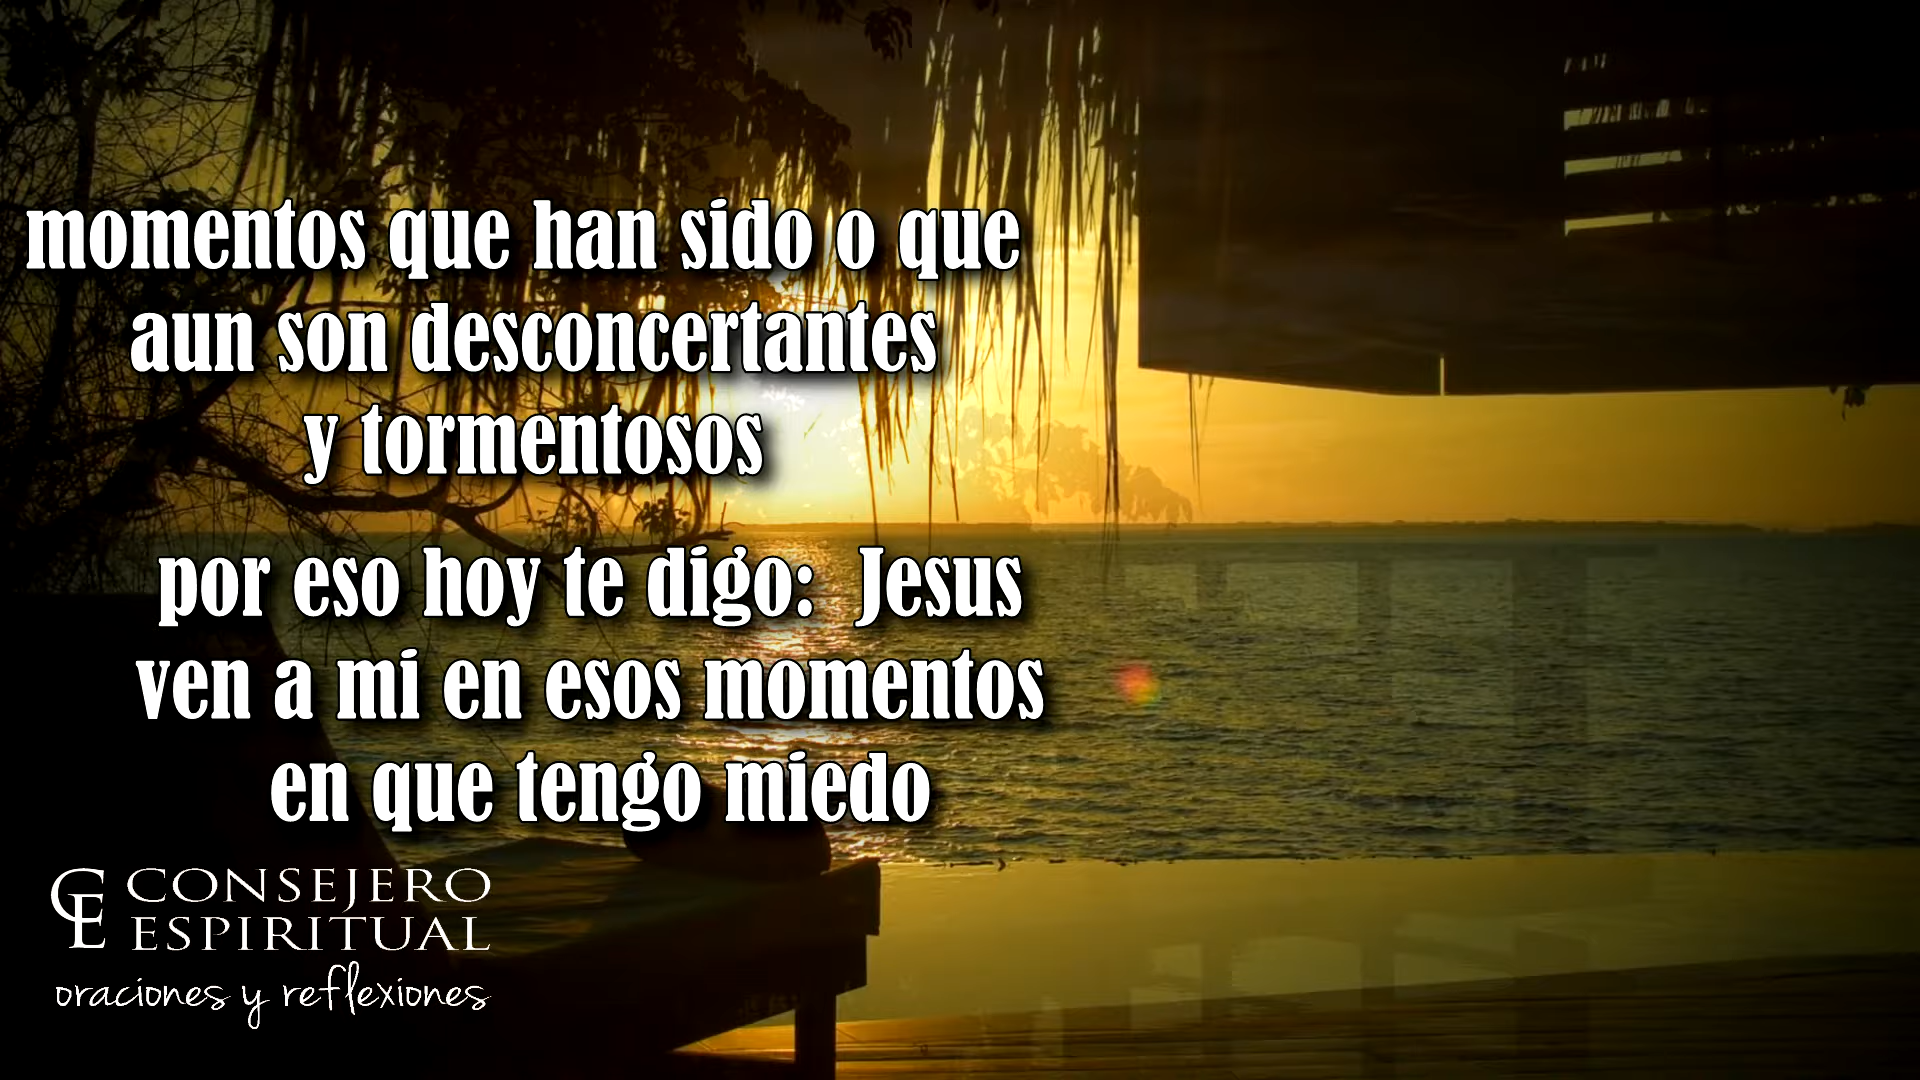 momentos que han sido o que
aun son desconcertantes
y tormentosos
por eso hoy te digo: Jesus
ven a mi en esos momentos
en que tengo miedo
CE CONSEJERO
ESPIRITUAL
oraciones y reflexiones